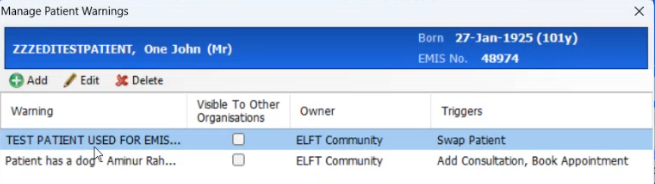 Manage Patient Warnings
ZZZEDITESTPATIENT, One John (Mr)
Born 27-Jan-1925 (101y)
EMIS No. 48974
Add Edit Delete
Warning Visible To Other Organisations Owner Triggers
TEST PATIENT USED FOR EMIS... ELFT Community Swap Patient
Patient has a dog - Aminur Rah... ELFT Community Add Consultation, Book Appointment